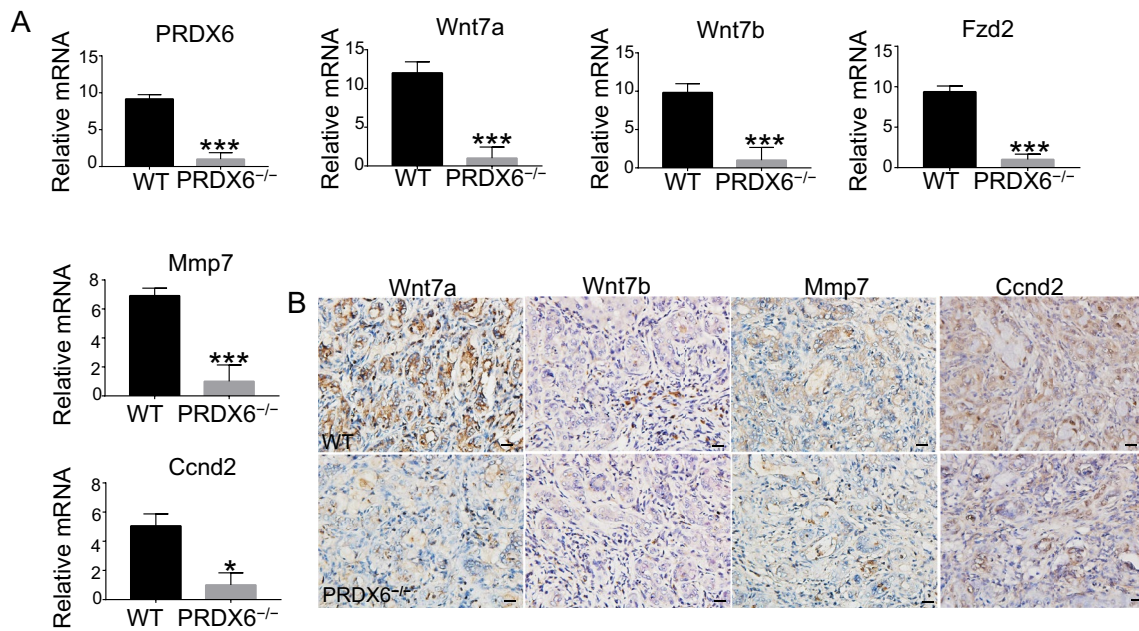 A
PRDX6
Relative mRNA
15
10
5
0
***
WT PRDX6⁻/⁻
Wnt7a
Relative mRNA
15
10
5
0
***
WT PRDX6⁻/⁻
Wnt7b
Relative mRNA
15
10
5
0
***
WT PRDX6⁻/⁻
Fzd2
Relative mRNA
15
10
5
0
***
WT PRDX6⁻/⁻
Mmp7
Relative mRNA
8
6
4
2
0
***
WT PRDX6⁻/⁻
Ccnd2
Relative mRNA
8
6
4
2
0
*
WT PRDX6⁻/⁻
B
Wnt7a Wnt7b Mmp7 Ccnd2
WT
PRDX6⁻/⁻